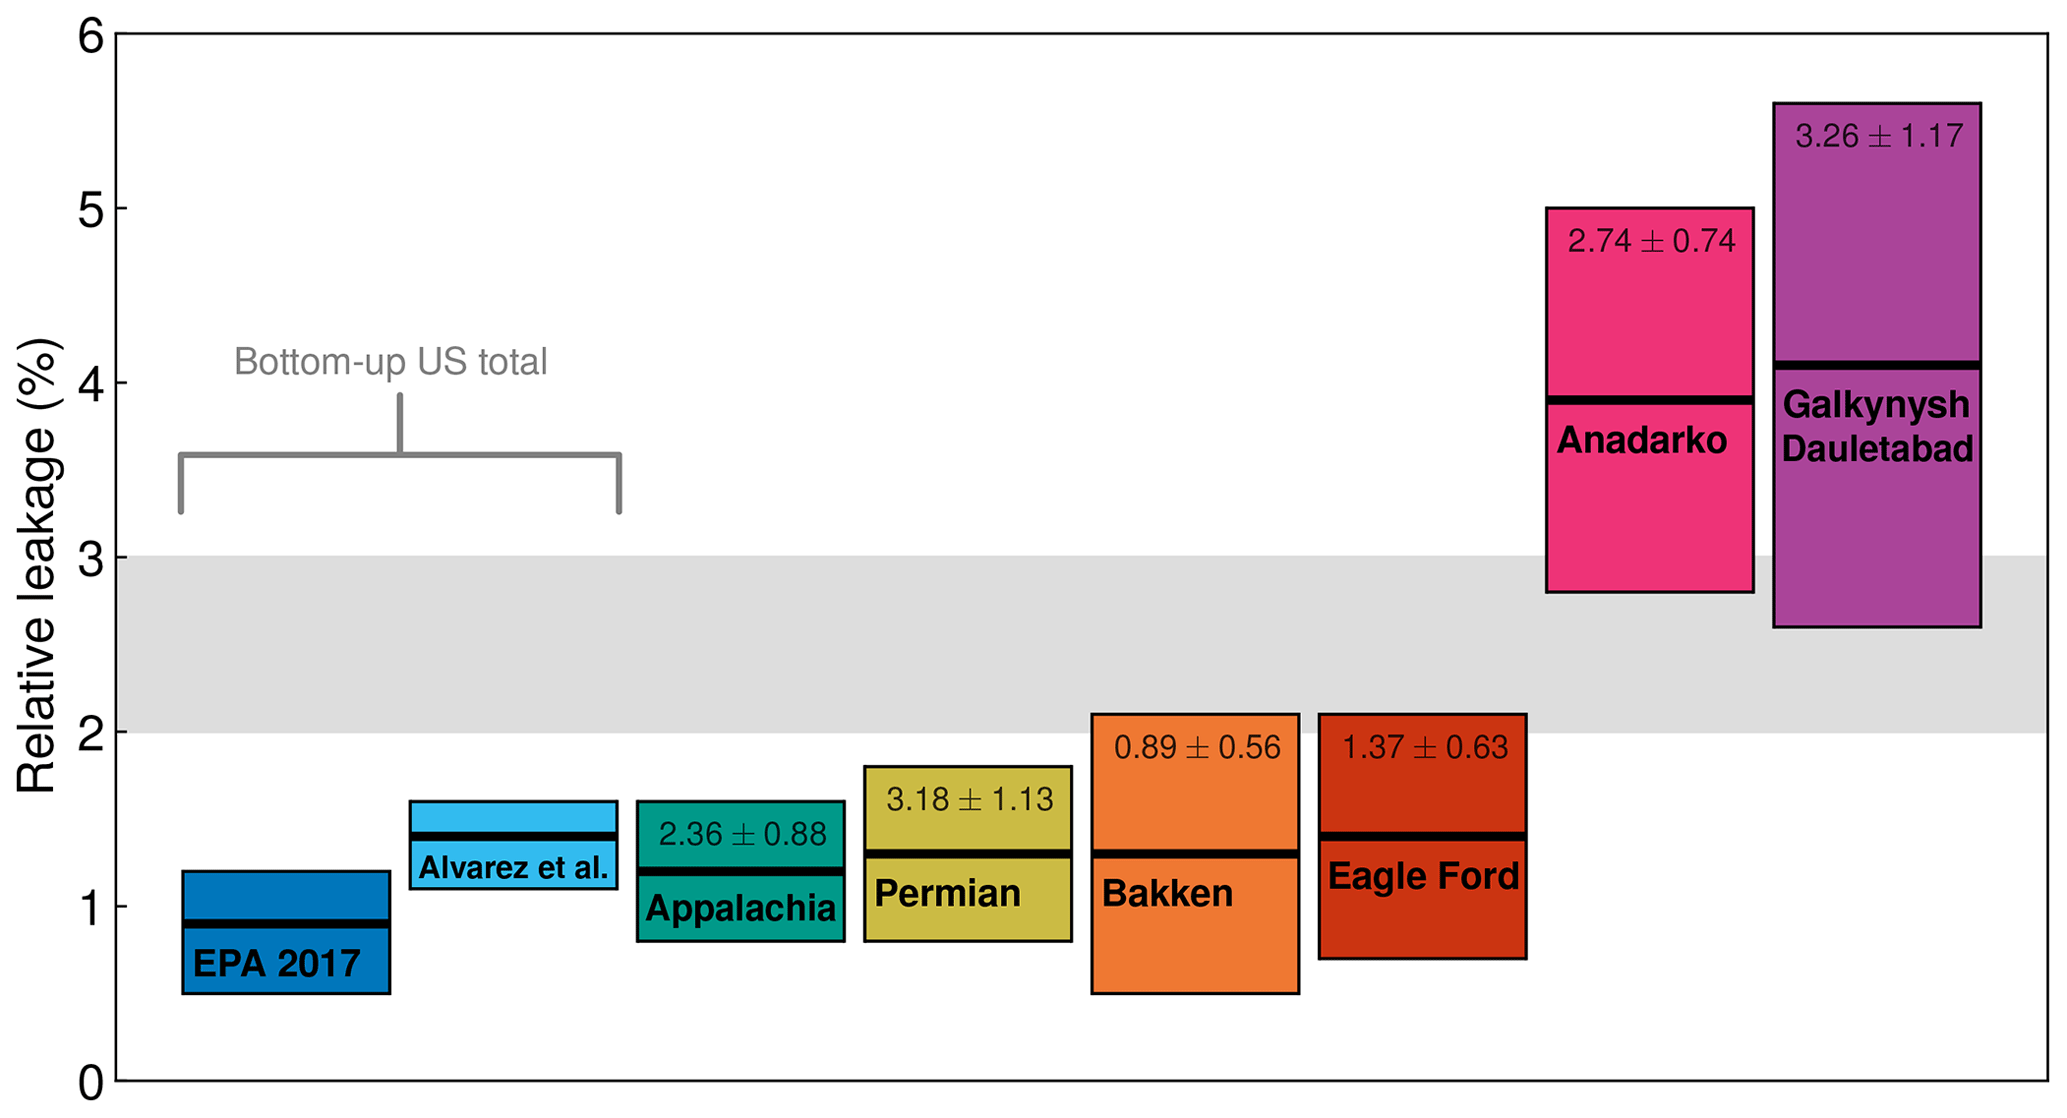 6
5
4
3
2
1
0
Relative leakage (%)
Bottom-up US total
EPA 2017
Alvarez et al.
2.36 ± 0.88
Appalachia
3.18 ± 1.13
Permian
0.89 ± 0.56
Bakken
1.37 ± 0.63
Eagle Ford
2.74 ± 0.74
Anadarko
3.26 ± 1.17
Galkynysh
Dauletabad